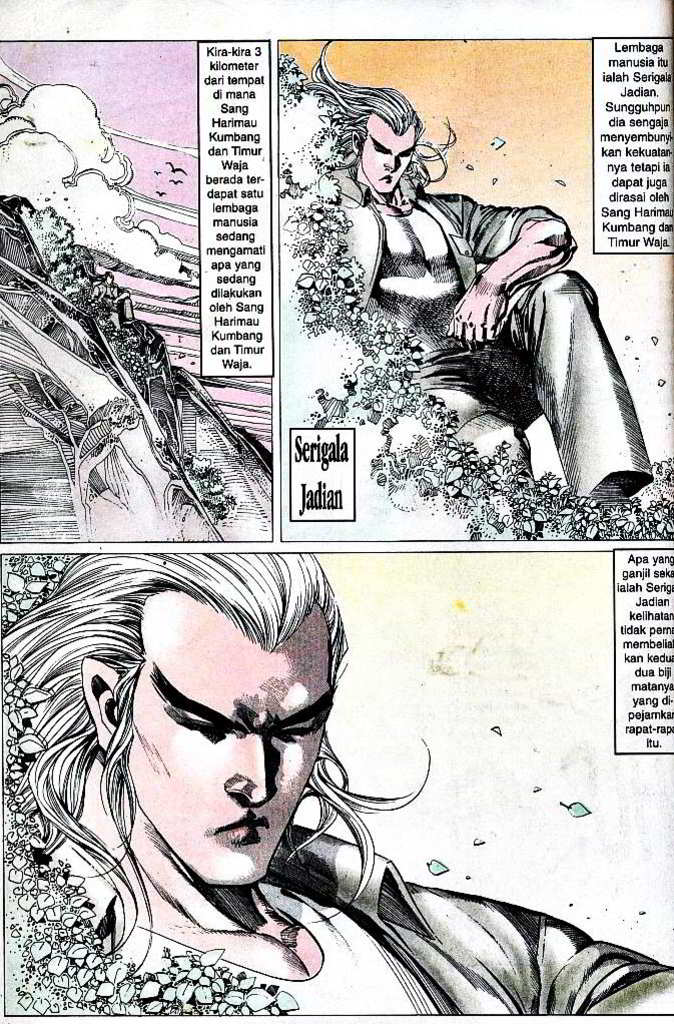 Kira-kira 3
kilometer
dari tempat
di mana
Sang
Harimau
Kumbang
dan Timur
Waja
berada ter-
dapat satu
lembaga
manusia
sedang
mengamati
apa yang
sedang
dilakukan
oleh Sang
Harimau
Kumbang
dan Timur
Waja.
Lembaga
manusia itu
ialah Serigala
Jadian.
Sungguhpun
dia sengaja
menyembunyi-
kan kekuatan-
nya tetapi ia
dapat juga
dirasai oleh
Sang Harimau
Kumbang dan
Timur Waja.
Serigala
Jadian
Apa yang
ganjil seka
ialah Seriga
Jadian
kelihatan
tidak perna
membelia
kan kedua
dua biji
matanya
yang di-
pejamkan
rapat-rapa
itu.